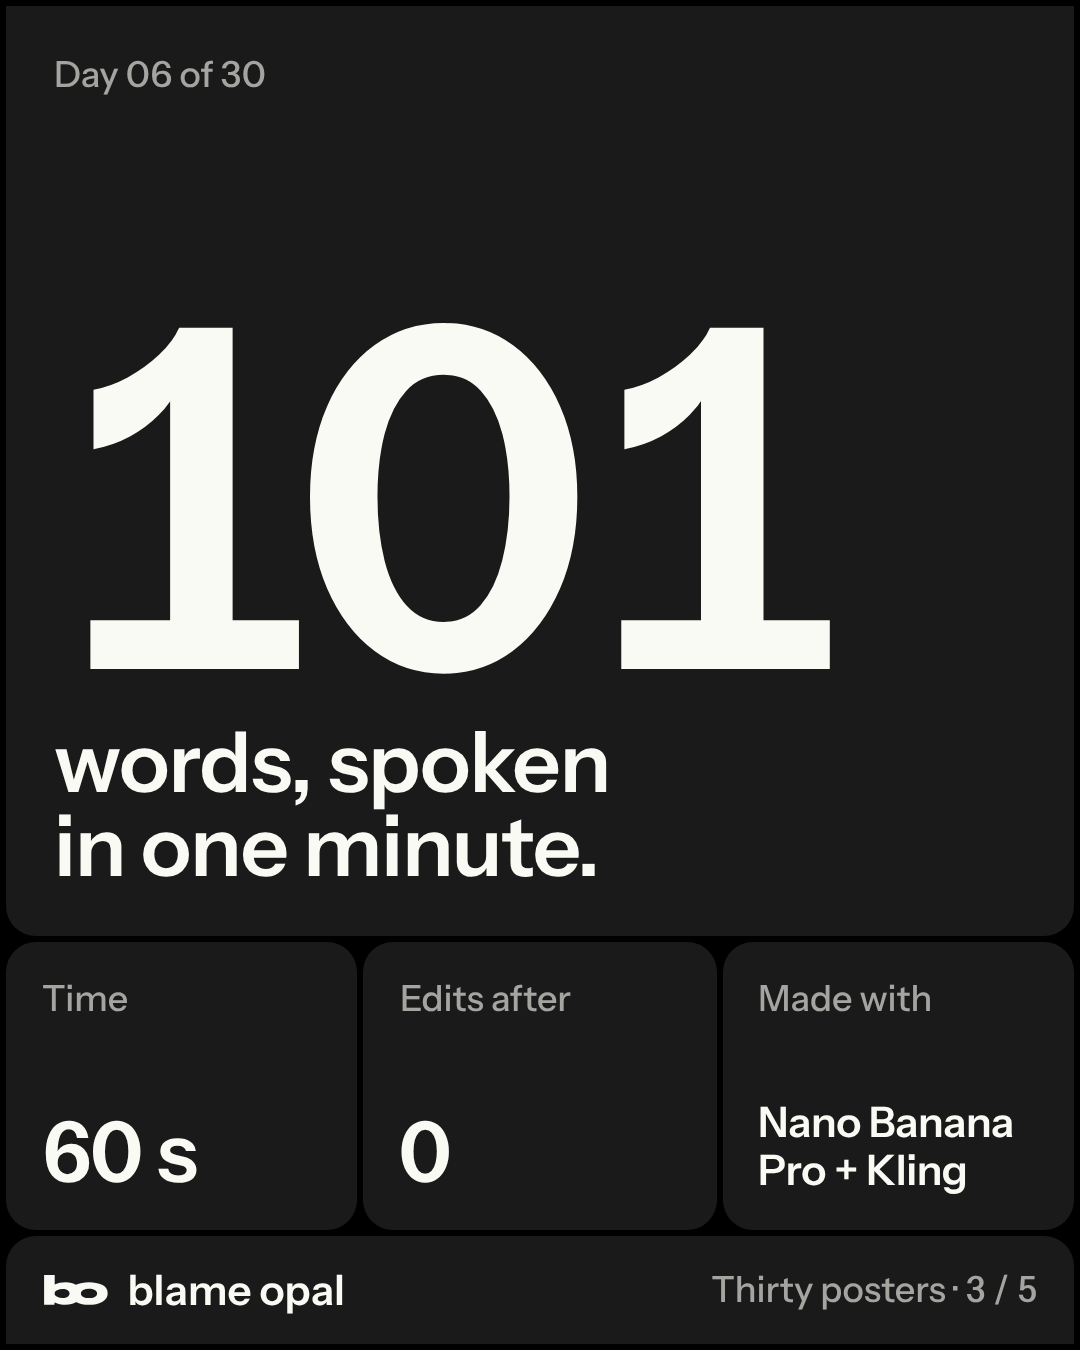 Day 06 of 30
101
words, spoken
in one minute.
Time
60 s
Edits after
0
Made with
Nano Banana
Pro + Kling
bo blame opal
Thirty posters · 3 / 5